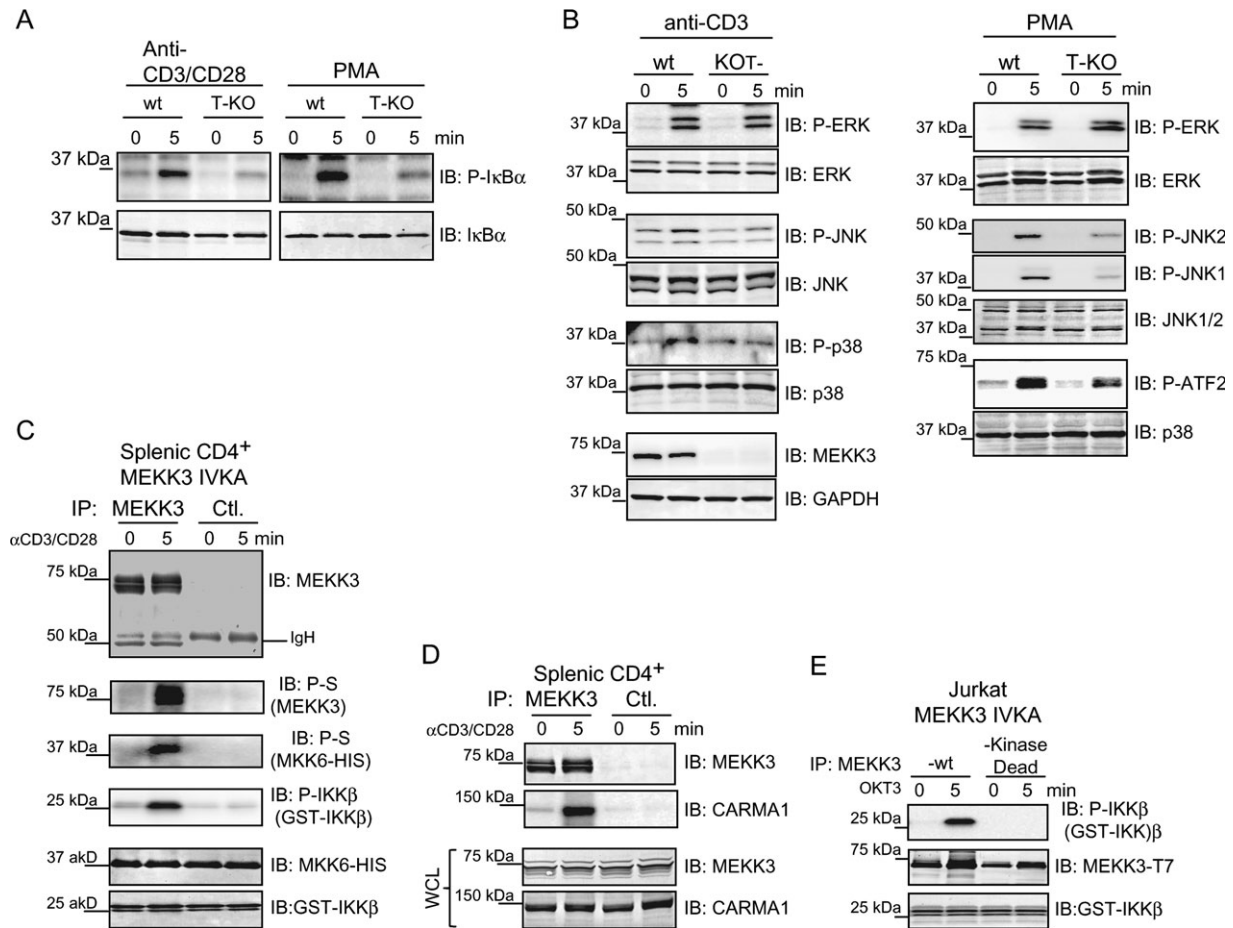 A
Anti-
CD3/CD28 PMA
wt T-KO wt T-KO
0 5 0 5 min 0 5 0 5 min
37 kDa
IB: P-IκBα
37 kDa
IB: IκBα
B
anti-CD3
wt KOT-
0 5 0 5 min
37 kDa
IB: P-ERK
37 kDa
IB: ERK
50 kDa
IB: P-JNK
50 kDa
IB: JNK
37 kDa
IB: P-p38
37 kDa
IB: p38
75 kDa
IB: MEKK3
37 kDa
IB: GAPDH
PMA
wt T-KO
0 5 0 5 min
37 kDa
IB: P-ERK
37 kDa
IB: ERK
50 kDa
IB: P-JNK2
37 kDa
IB: P-JNK1
50 kDa
37 kDa
IB: JNK1/2
75 kDa
IB: P-ATF2
37 kDa
IB: p38
C
Splenic CD4+
MEKK3 IVKA
IP: MEKK3 Ctl.
αCD3/CD28 0 5 0 5 min
75 kDa
IB: MEKK3
50 kDa
IgH
75 kDa
IB: P-S
(MEKK3)
37 kDa
IB: P-S
(MKK6-HIS)
25 kDa
IB: P-IKKβ
(GST-IKKβ)
37 akD
IB: MKK6-HIS
25 akD
IB:GST-IKKβ
D
Splenic CD4+
IP: MEKK3 Ctl.
αCD3/CD28 0 5 0 5 min
75 kDa
IB: MEKK3
150 kDa
IB: CARMA1
WCL
75 kDa
IB: MEKK3
150 kDa
IB: CARMA1
E
Jurkat
MEKK3 IVKA
-Kinase
IP: MEKK3 -wt Dead
OKT3 0 5 0 5 min
25 kDa
IB: P-IKKβ
(GST-IKK)β
75 kDa
IB: MEKK3-T7
25 kDa
IB:GST-IKKβ